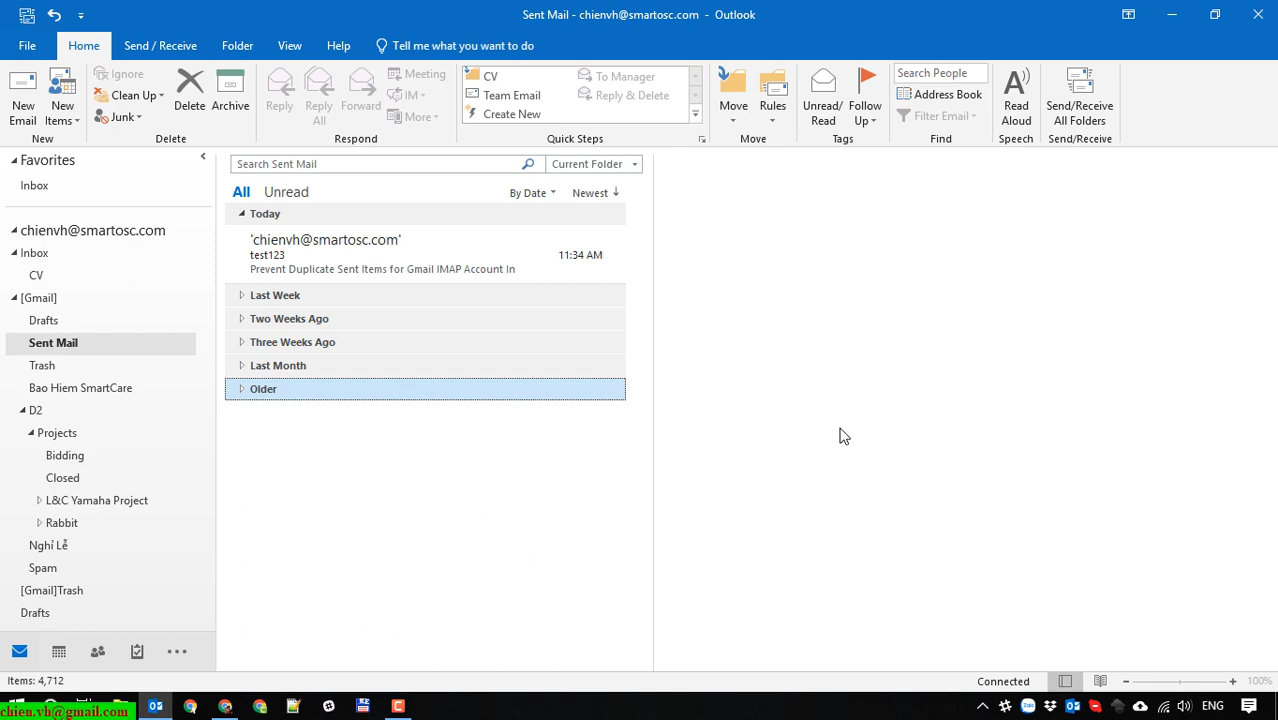 Sent Mail - chienvh@smartosc.com - Outlook
File Home Send / Receive Folder View Help Tell me what you want to do
New Email
New Items
Ignore
Clean Up
Junk
Delete
Archive
Reply
Reply All
Forward
Meeting
IM
More
CV
Team Email
Create New
To Manager
Reply & Delete
Move
Rules
Unread/ Read
Follow Up
Search People
Address Book
Filter Email
Read Aloud
Send/Receive All Folders
New Delete Respond Quick Steps Move Tags Find Speech Send/Receive
Favorites
Inbox
chienvh@smartosc.com
Inbox
CV
[Gmail]
Drafts
Sent Mail
Trash
Bao Hiem SmartCare
D2
Projects
Bidding
Closed
L&C Yamaha Project
Rabbit
Nghỉ Lễ
Spam
[Gmail]Trash
Drafts
Search Sent Mail Current Folder
All Unread By Date Newest
Today
'chienvh@smartosc.com'
test123 11:34 AM
Prevent Duplicate Sent Items for Gmail IMAP Account In
Last Week
Two Weeks Ago
Three Weeks Ago
Last Month
Older
Items: 4,712 Connected 100%
chien.vh@gmail.com
Zalo
ENG